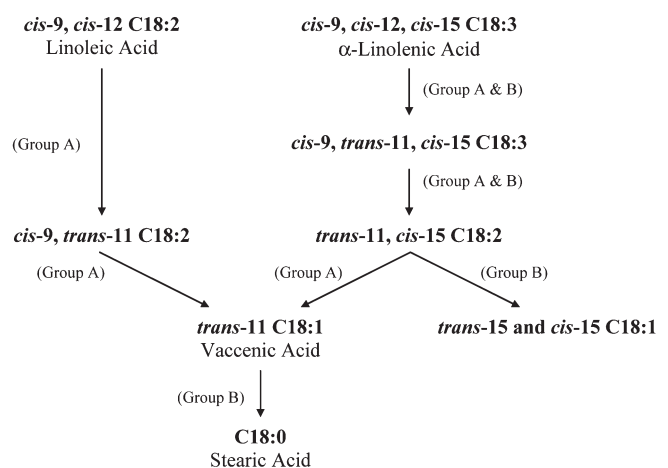 cis-9, cis-12 C18:2
Linoleic Acid
cis-9, cis-12, cis-15 C18:3
α-Linolenic Acid
(Group A & B)
(Group A)
cis-9, trans-11, cis-15 C18:3
(Group A & B)
cis-9, trans-11 C18:2
trans-11, cis-15 C18:2
(Group A)
(Group A)
(Group B)
trans-11 C18:1
Vaccenic Acid
trans-15 and cis-15 C18:1
(Group B)
C18:0
Stearic Acid